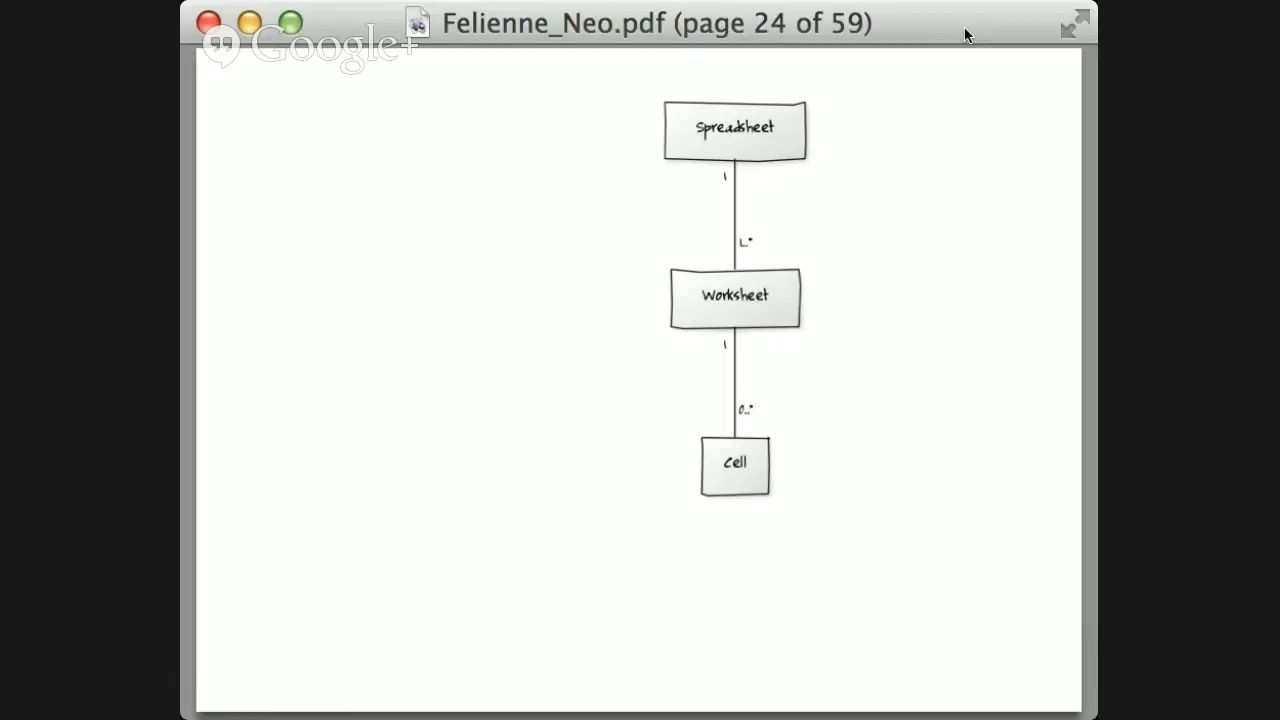 Felienne_Neo.pdf (page 24 of 59)
Google+
Spreadsheet
1
1..*
Worksheet
1
0..*
Cell